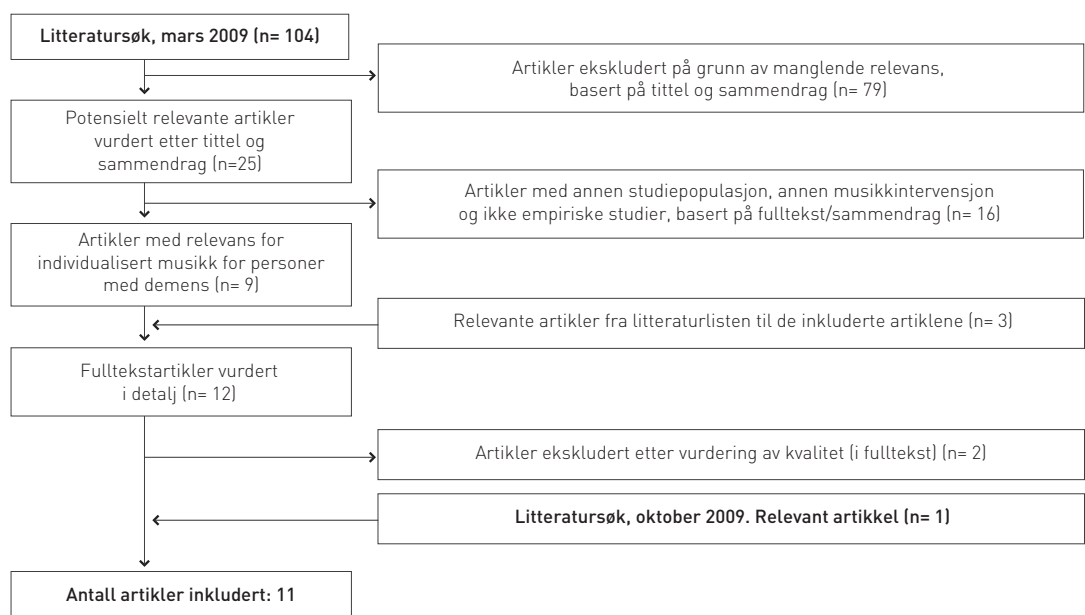 Litteratursøk, mars 2009 (n= 104)
Artikler ekskludert på grunn av manglende relevans,
basert på tittel og sammendrag (n= 79)
Potensielt relevante artikler
vurdert etter tittel og
sammendrag (n=25)
Artikler med annen studiepopulasjon, annen musikkintervensjon
og ikke empiriske studier, basert på fulltekst/sammendrag (n= 16)
Artikler med relevans for
individualisert musikk for personer
med demens (n= 9)
Relevante artikler fra litteraturlisten til de inkluderte artiklene (n= 3)
Fulltekstartikler vurdert
i detalj (n= 12)
Artikler ekskludert etter vurdering av kvalitet (i fulltekst) (n= 2)
Litteratursøk, oktober 2009. Relevant artikkel (n= 1)
Antall artikler inkludert: 11